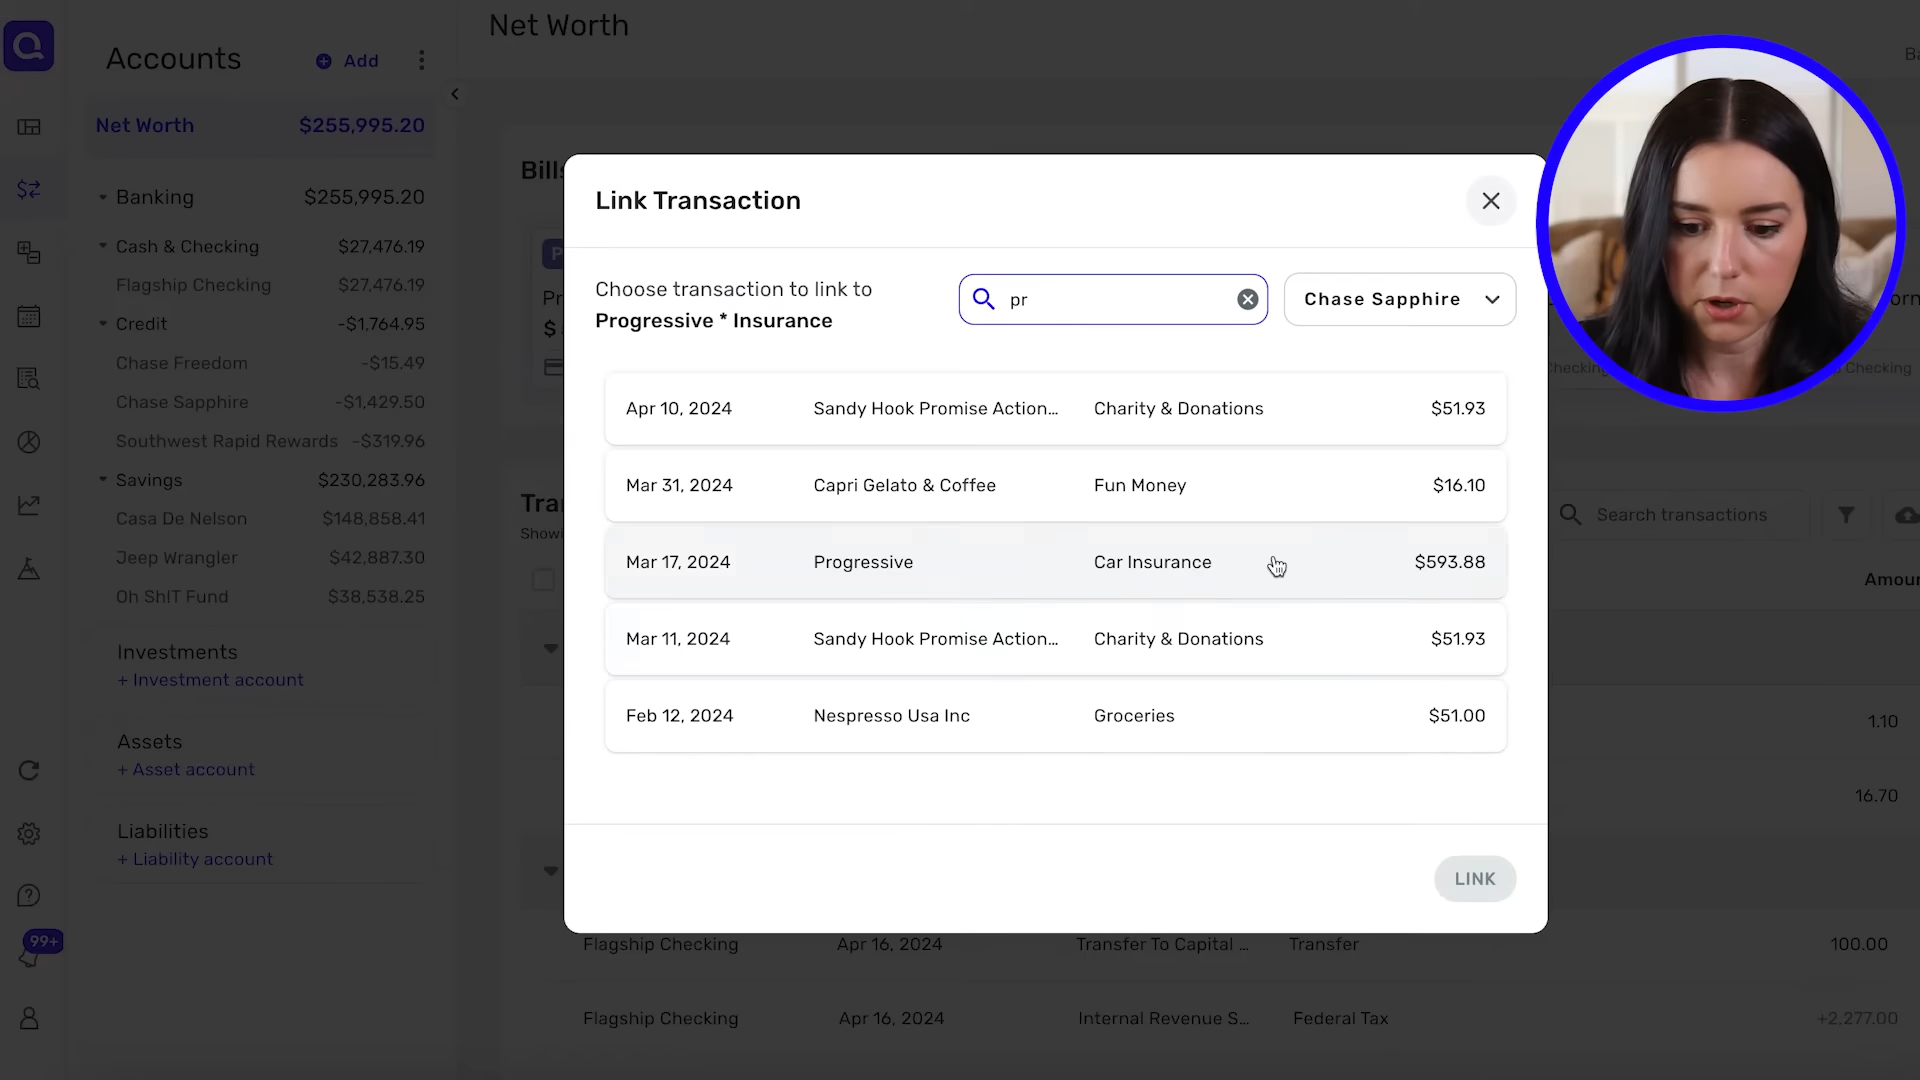 Net Worth
Accounts
Add
Net Worth $255,995.20
Banking $255,995.20
Cash & Checking $27,476.19
Flagship Checking $27,476.19
Credit -$1,764.95
Chase Freedom -$15.49
Chase Sapphire -$1,429.50
Southwest Rapid Rewards -$319.96
Savings $230,283.96
Casa De Nelson $148,858.41
Jeep Wrangler $42,887.30
Oh Sh!T Fund $38,538.25
Investments
+ Investment account
Assets
+ Asset account
Liabilities
+ Liability account
99+
Link Transaction
Choose transaction to link to
Progressive * Insurance
pr
Chase Sapphire
Apr 10, 2024 Sandy Hook Promise Action... Charity & Donations $51.93
Mar 31, 2024 Capri Gelato & Coffee Fun Money $16.10
Mar 17, 2024 Progressive Car Insurance $593.88
Mar 11, 2024 Sandy Hook Promise Action... Charity & Donations $51.93
Feb 12, 2024 Nespresso Usa Inc Groceries $51.00
LINK
Checking
Search transactions
1.10
16.70
Flagship Checking Apr 16, 2024 Transfer To Capital ... Transfer 100.00
Flagship Checking Apr 16, 2024 Internal Revenue S... Federal Tax +2,277.00